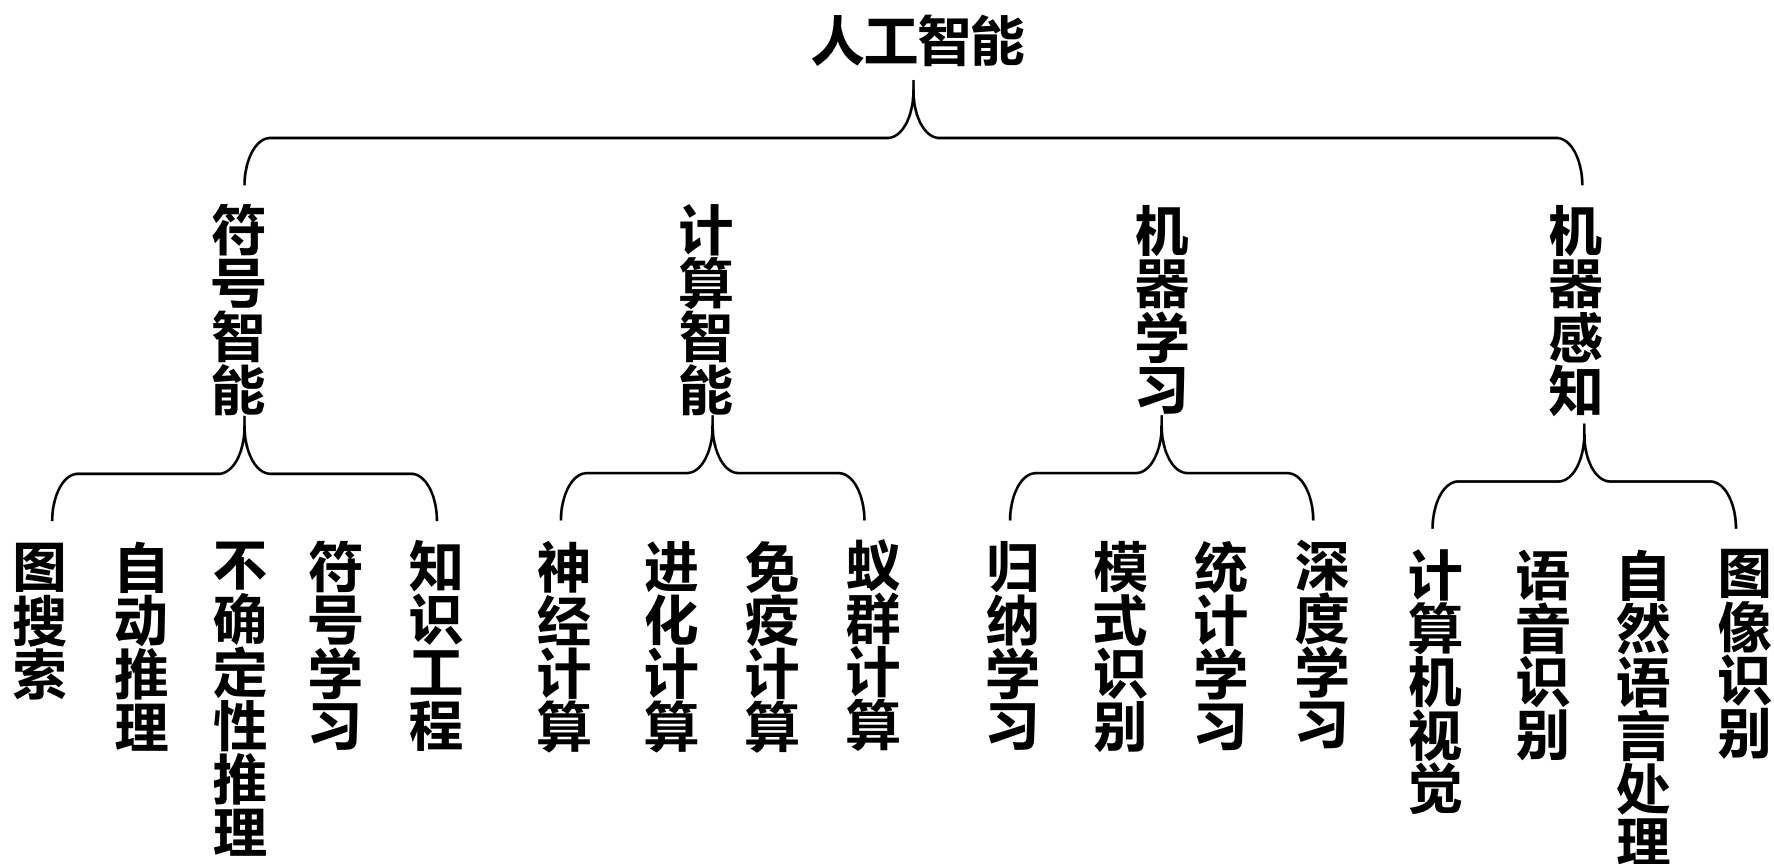 人工智能
符号智能
计算智能
机器学习
机器感知
图搜索
自动推理
不确定性推理
符号学习
知识工程
神经计算
进化计算
免疫计算
蚁群计算
归纳学习
模式识别
统计学习
深度学习
计算机视觉
语音识别
自然语言处理
图像识别